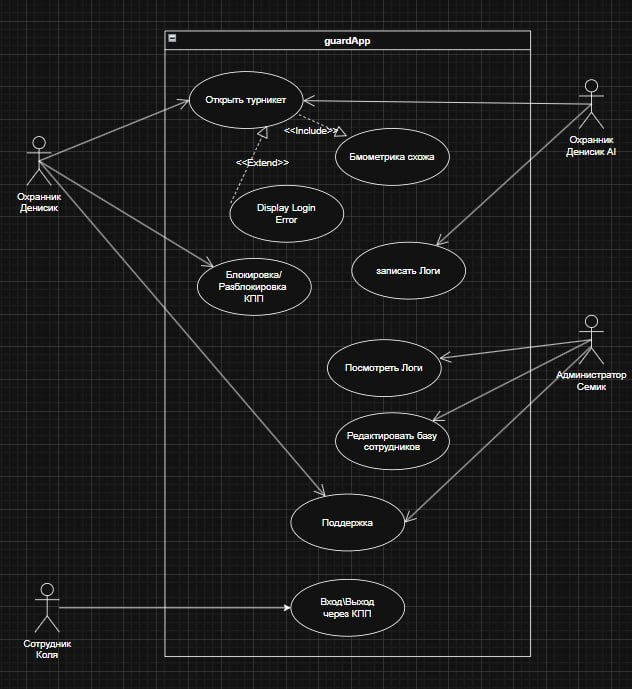 guardApp
Открыть турникет
<<Include>>
Бмометрика схожа
<<Extend>>
Охранник
Денисик AI
Охранник
Денисик
Display Login
Error
Блокировка/
Разблокировка
КПП
записать Логи
Посмотреть Логи
Администратор
Семик
Редактировать базу
сотрудников
Поддержка
Вход\Выход
через КПП
Сотрудник
Коля